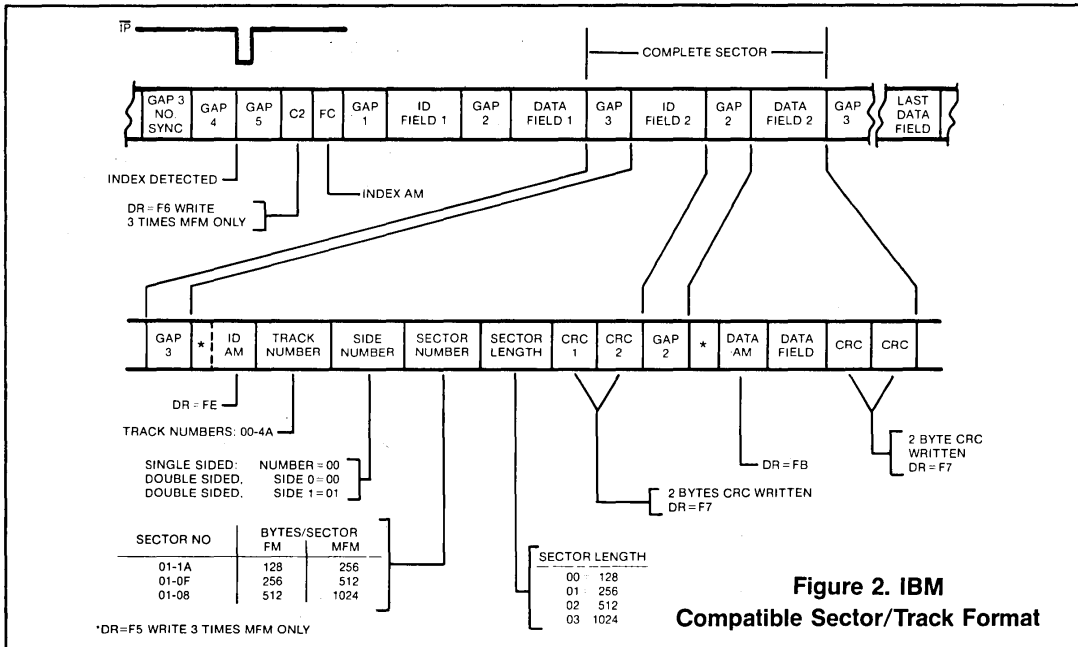 IP
COMPLETE SECTOR
GAP 3 NO. SYNC
GAP 4
GAP 5
C2
FC
GAP 1
ID FIELD 1
GAP 2
DATA FIELD 1
GAP 3
ID FIELD 2
GAP 2
DATA FIELD 2
GAP 3
LAST DATA FIELD
INDEX DETECTED
INDEX AM
DR = F6 WRITE
3 TIMES MFM ONLY
GAP 3
*
ID AM
TRACK NUMBER
SIDE NUMBER
SECTOR NUMBER
SECTOR LENGTH
CRC 1
CRC 2
GAP 2
*
DATA AM
DATA FIELD
CRC
CRC
DR = FE
TRACK NUMBERS: 00-4A
SINGLE SIDED: NUMBER = 00
DOUBLE SIDED, SIDE 0 = 00
DOUBLE SIDED, SIDE 1 = 01
DR = FB
2 BYTE CRC
WRITTEN
DR = F7
2 BYTES CRC WRITTEN
DR = F7
SECTOR NO BYTES/SECTOR
FM MFM
01-1A 128 256
01-0F 256 512
01-08 512 1024
SECTOR LENGTH
00 128
01 256
02 512
03 1024
*DR=F5 WRITE 3 TIMES MFM ONLY
Figure 2. IBM
Compatible Sector/Track Format